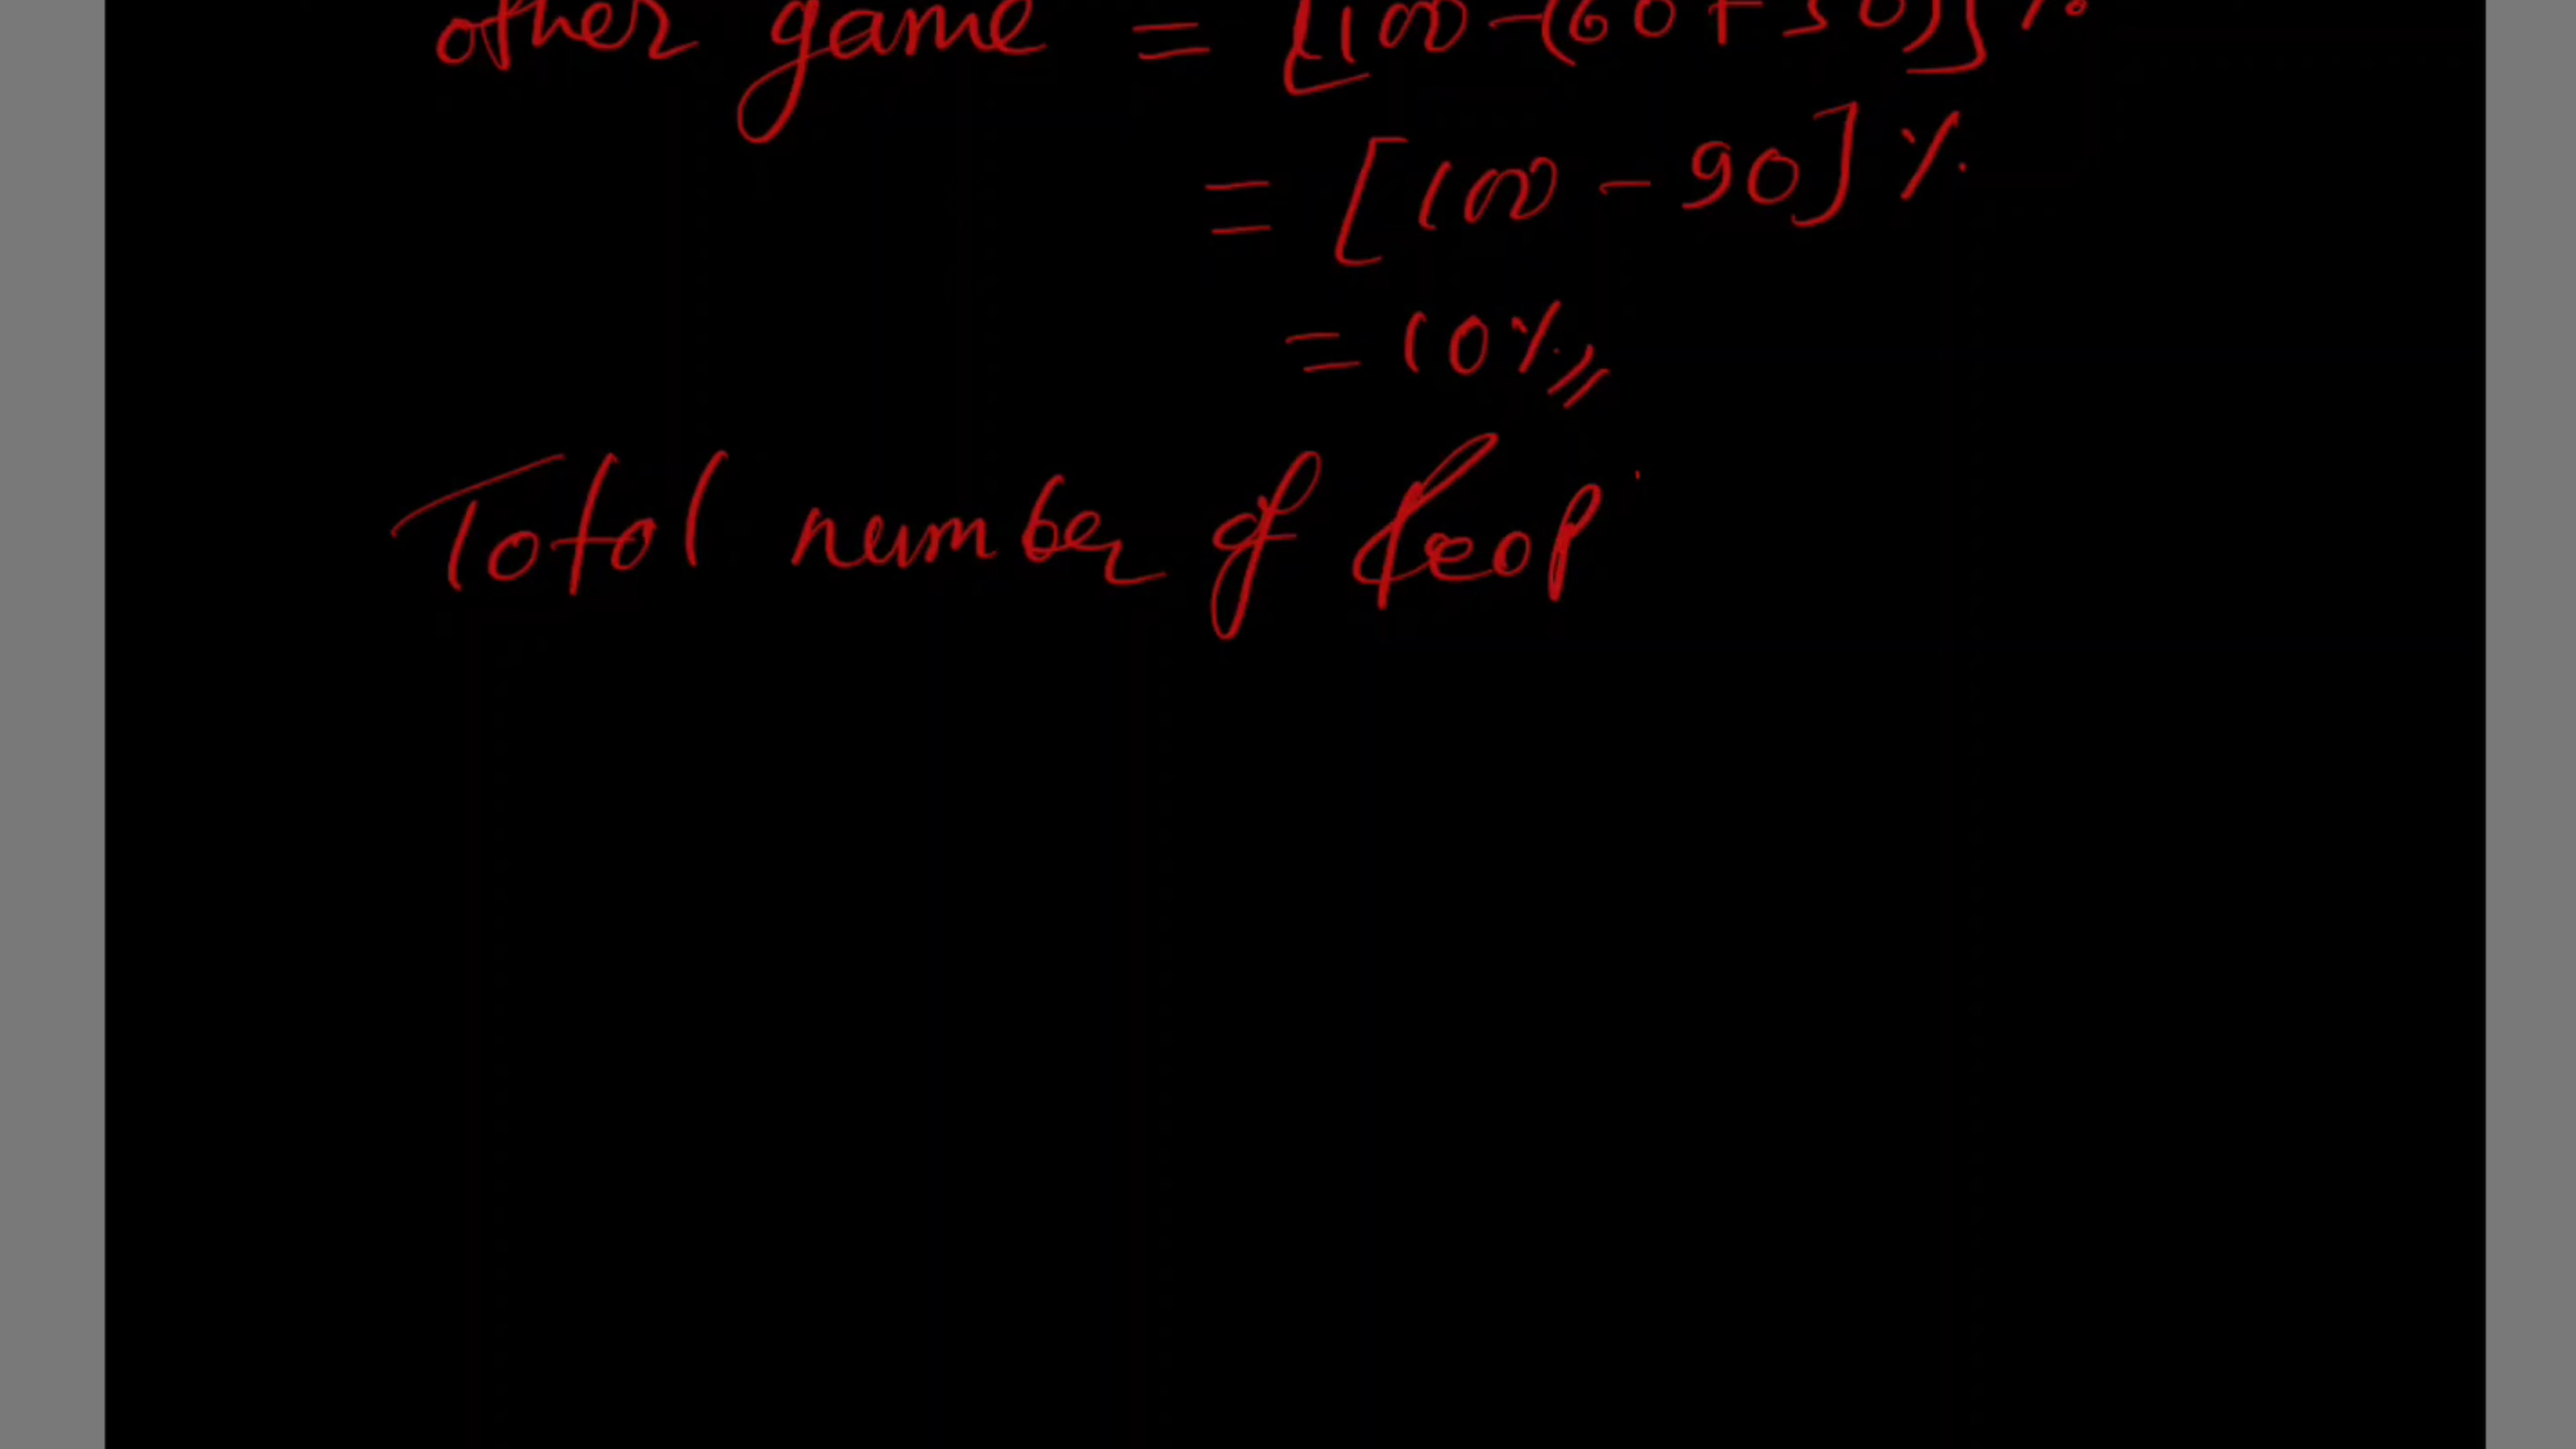 other game = [100-(60+30)]%
= [100-90]%
= 10%
Total number of Peop